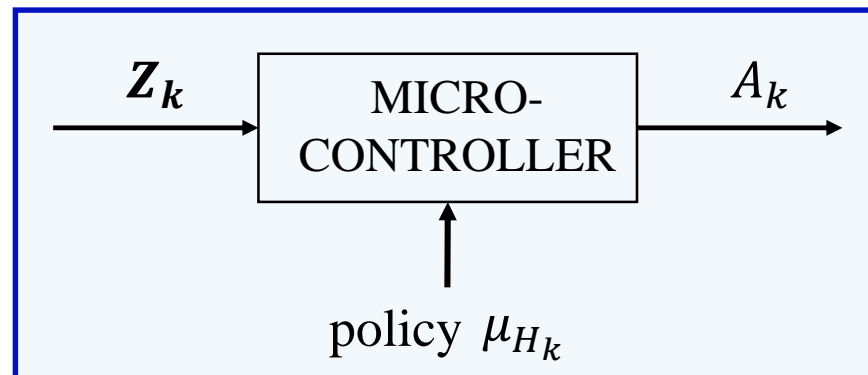 Z_k
MICRO-
CONTROLLER
A_k
policy μ_{H_k}